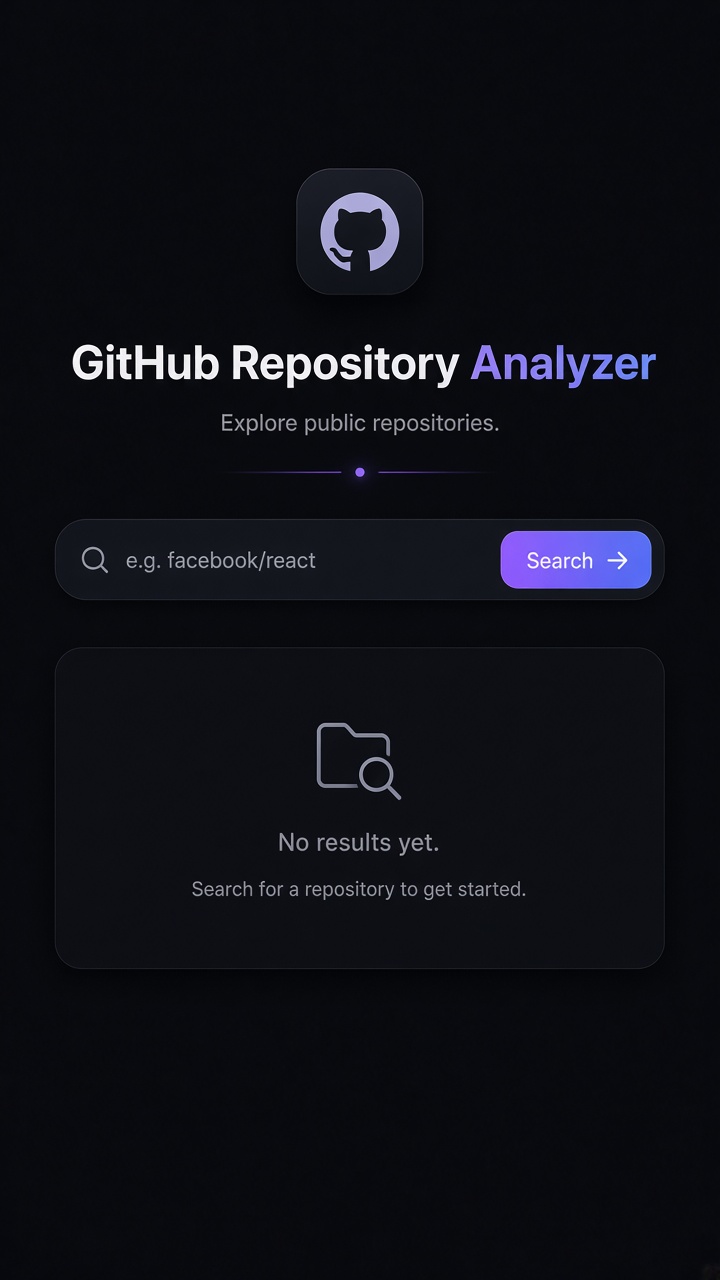 GitHub Repository Analyzer
Explore public repositories.
e.g. facebook/react
Search
No results yet.
Search for a repository to get started.